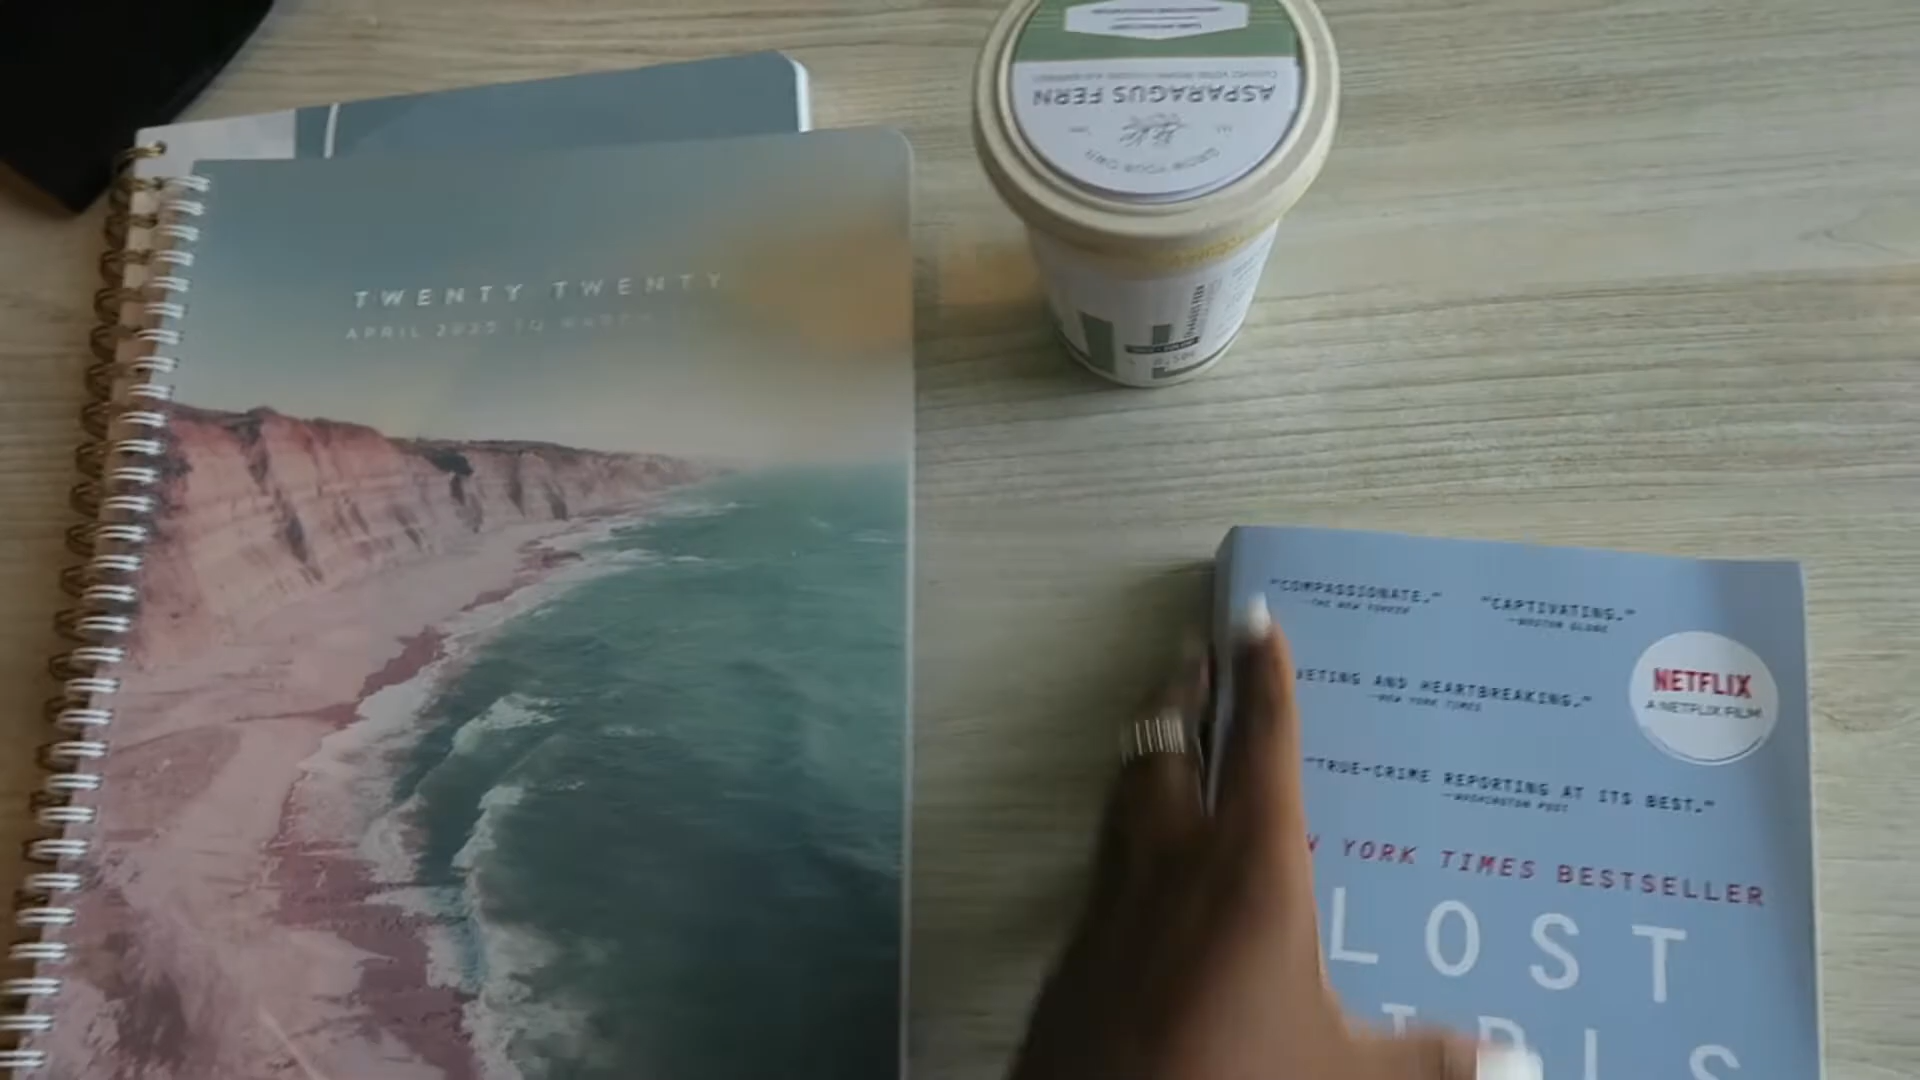 TWENTY TWENTY
APRIL 2020 TO MARCH
ASPARAGUS FERN
GROW YOUR OWN
"COMPASSIONATE."
—THE NEW YORKER
"CAPTIVATING."
—BOSTON GLOBE
VETING AND HEARTBREAKING."
—NEW YORK TIMES
NETFLIX
A NETFLIX FILM
"TRUE-CRIME REPORTING AT ITS BEST."
—WASHINGTON POST
W YORK TIMES BESTSELLER
LOST
IRLS